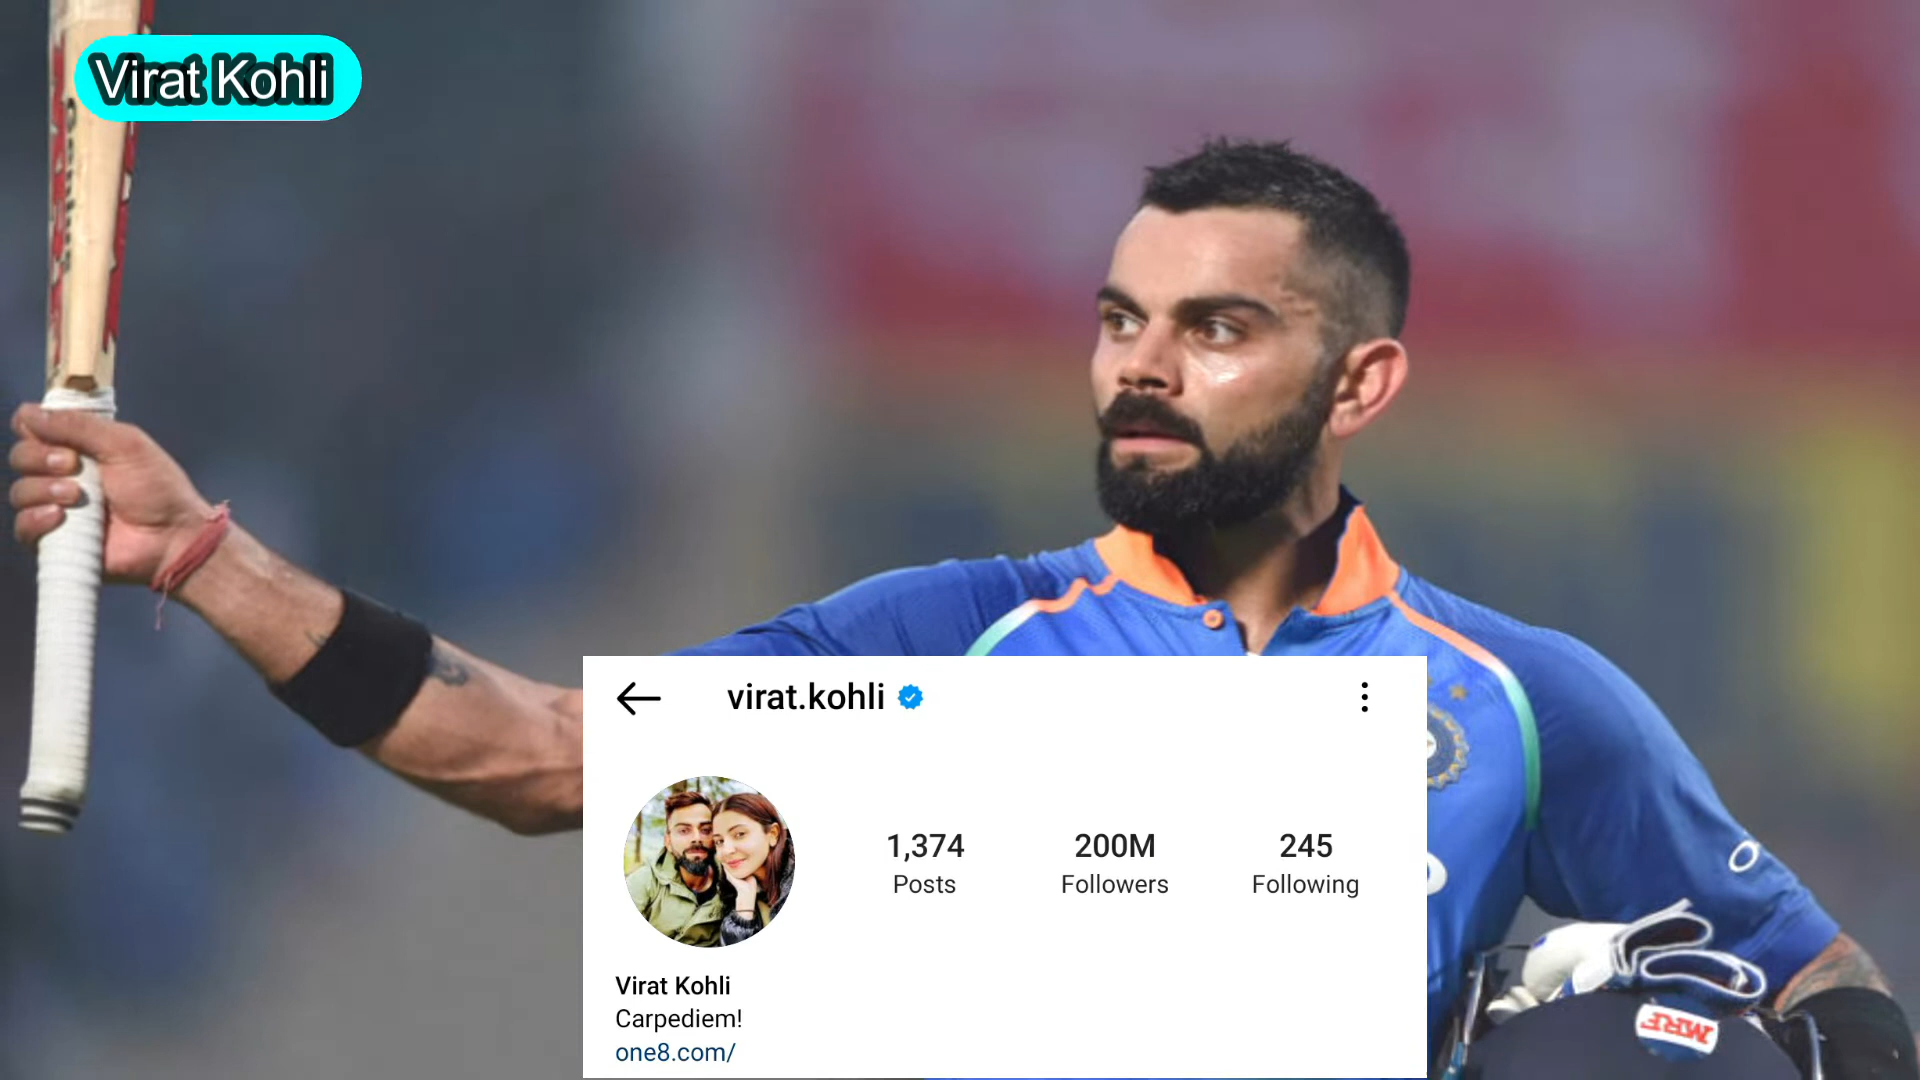 Virat Kohli
virat.kohli
1,374
Posts
200M
Followers
245
Following
Virat Kohli
Carpediem!
one8.com/
MRF